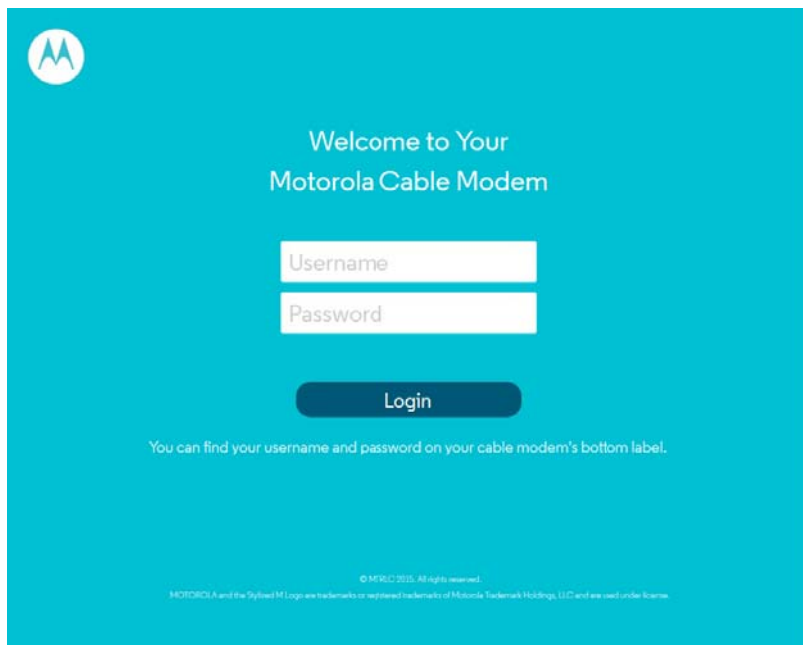 Welcome to Your
Motorola Cable Modem
Username
Password
Login
You can find your username and password on your cable modem's bottom label.
© MTRLC 2015. All rights reserved.
MOTOROLA and the Stylised M Logo are trademarks or registered trademarks of Motorola Trademark Holdings, LLC and are used under license.